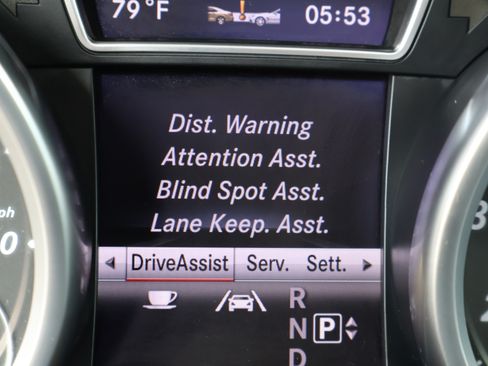 79°F 05:53
Dist. Warning
Attention Asst.
Blind Spot Asst.
Lane Keep. Asst.
DriveAssist Serv. Sett.
R
N P
D